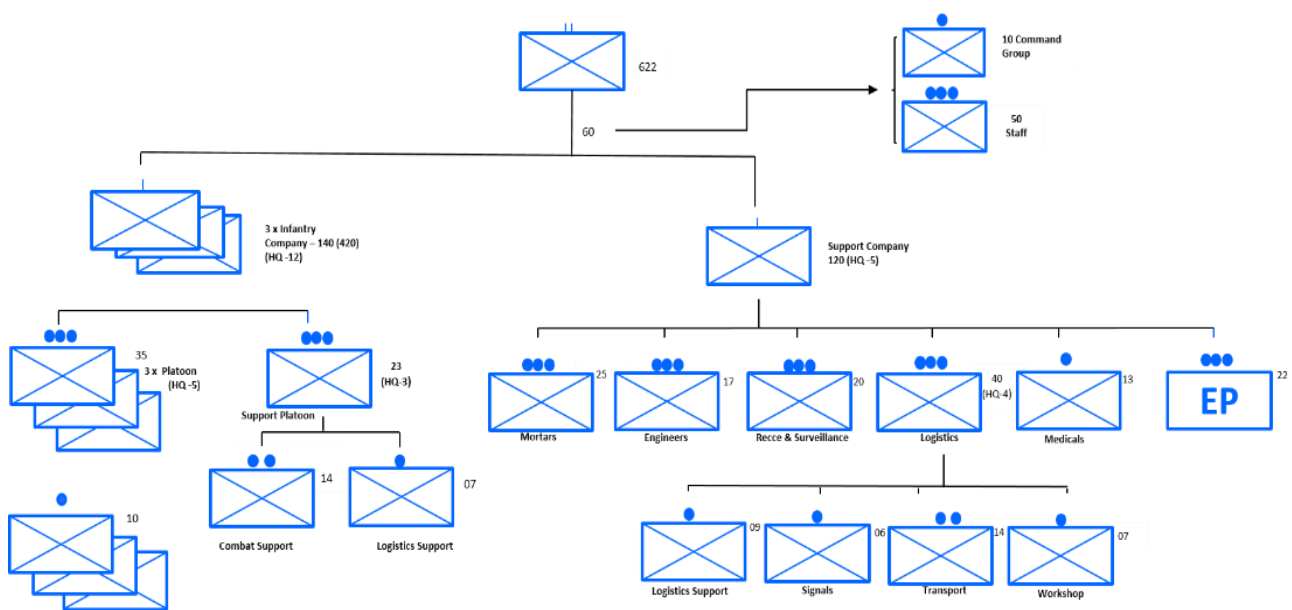 622
10 Command
Group
50
Staff
60
3 x Infantry
Company – 140 (420)
(HQ -12)
Support Company
120 (HQ -5)
35
3 x Platoon
(HQ -5)
23
(HQ-3)
Support Platoon
14
Combat Support
07
Logistics Support
10
25
Mortars
17
Engineers
20
Recce & Surveillance
40
(HQ-4)
Logistics
13
Medicals
22
EP
09
Logistics Support
06
Signals
14
Transport
07
Workshop